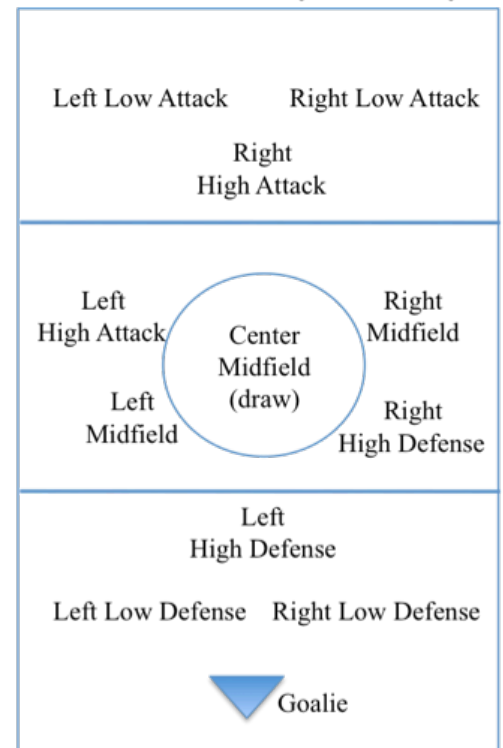 Left Low Attack Right Low Attack
Right
High Attack
Left
High Attack
Center
Midfield
(draw)
Right
Midfield
Left
Midfield
Right
High Defense
Left
High Defense
Left Low Defense Right Low Defense
Goalie